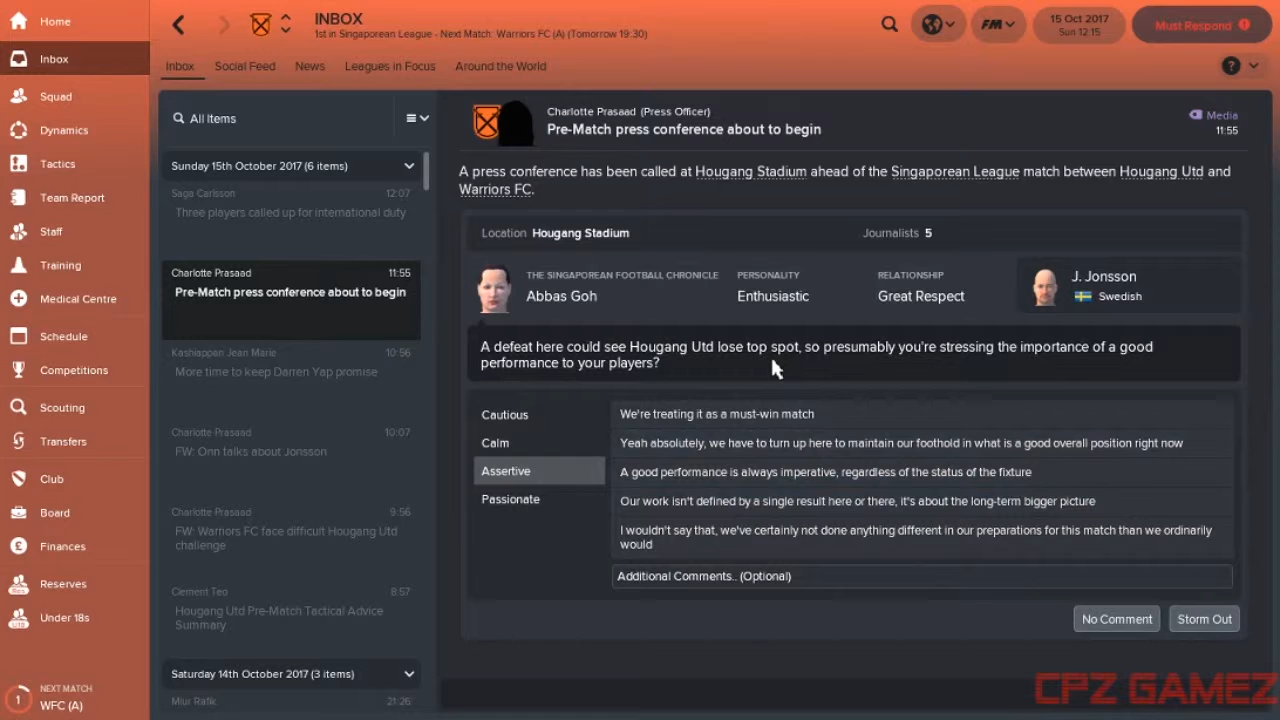 Home
Inbox
Squad
Dynamics
Tactics
Team Report
Staff
Training
Medical Centre
Schedule
Competitions
Scouting
Transfers
Club
Board
Finances
Reserves
Under 18s
1
NEXT MATCH
WFC (A)
INBOX
1st in Singaporean League - Next Match: Warriors FC (A) (Tomorrow 19:30)
FM
15 Oct 2017
Sun 12:15
Must Respond
Inbox Social Feed News Leagues in Focus Around the World
?
All Items
Sunday 15th October 2017 (6 items)
Saga Carlsson 12:07
Three players called up for international duty
Charlotte Prasaad 11:55
Pre-Match press conference about to begin
Kashiappan Jean Marie 10:56
More time to keep Darren Yap promise
Charlotte Prasaad 10:07
FW: Onn talks about Jonsson
Charlotte Prasaad 9:56
FW: Warriors FC face difficult Hougang Utd
challenge
Clement Teo 8:57
Hougang Utd Pre-Match Tactical Advice
Summary
Saturday 14th October 2017 (3 items)
Miur Rafik 21:26
Charlotte Prasaad (Press Officer)
Pre-Match press conference about to begin
Media
11:55
A press conference has been called at Hougang Stadium ahead of the Singaporean League match between Hougang Utd and
Warriors FC.
Location Hougang Stadium Journalists 5
THE SINGAPOREAN FOOTBALL CHRONICLE PERSONALITY RELATIONSHIP
Abbas Goh Enthusiastic Great Respect
J. Jonsson
Swedish
A defeat here could see Hougang Utd lose top spot, so presumably you're stressing the importance of a good
performance to your players?
Cautious
Calm
Assertive
Passionate
We're treating it as a must-win match
Yeah absolutely, we have to turn up here to maintain our foothold in what is a good overall position right now
A good performance is always imperative, regardless of the status of the fixture
Our work isn't defined by a single result here or there, it's about the long-term bigger picture
I wouldn't say that, we've certainly not done anything different in our preparations for this match than we ordinarily
would
Additional Comments.. (Optional)
No Comment Storm Out
CPZ GAMEZ